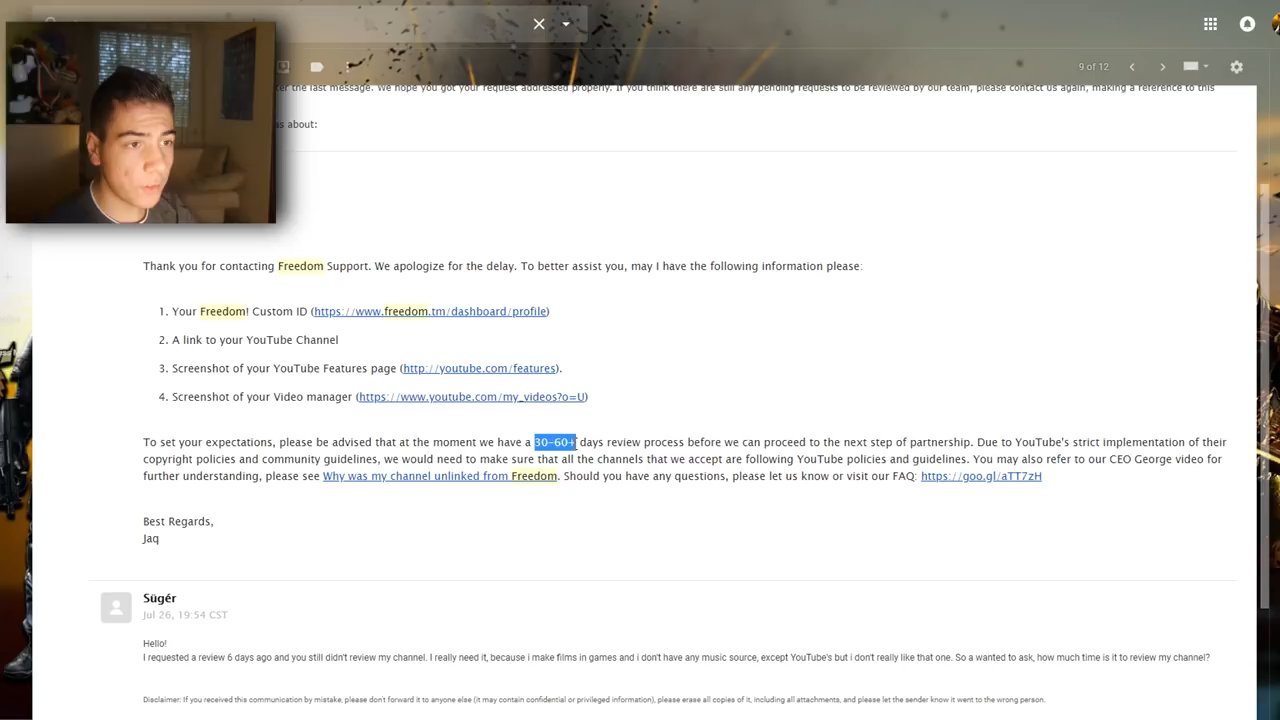 9 of 12
er the last message. We hope you got your request addressed properly. If you think there are still any pending requests to be reviewed by our team, please contact us again, making a reference to this
about:
Thank you for contacting Freedom Support. We apologize for the delay. To better assist you, may I have the following information please:
1. Your Freedom! Custom ID (https://www.freedom.tm/dashboard/profile)
2. A link to your YouTube Channel
3. Screenshot of your YouTube Features page (http://youtube.com/features).
4. Screenshot of your Video manager (https://www.youtube.com/my_videos?o=U)
To set your expectations, please be advised that at the moment we have a 30-60+ days review process before we can proceed to the next step of partnership. Due to YouTube's strict implementation of their
copyright policies and community guidelines, we would need to make sure that all the channels that we accept are following YouTube policies and guidelines. You may also refer to our CEO George video for
further understanding, please see Why was my channel unlinked from Freedom. Should you have any questions, please let us know or visit our FAQ: https://goo.gl/aTT7zH
Best Regards,
Jaq
Sügér
Jul 26, 19:54 CST
Hello!
I requested a review 6 days ago and you still didn't review my channel. I really need it, because i make films in games and i don't have any music source, except YouTube's but i don't really like that one. So a wanted to ask, how much time is it to review my channel?
Disclaimer: If you received this communication by mistake, please don't forward it to anyone else (it may contain confidential or privileged information), please erase all copies of it, including all attachments, and please let the sender know it went to the wrong person.